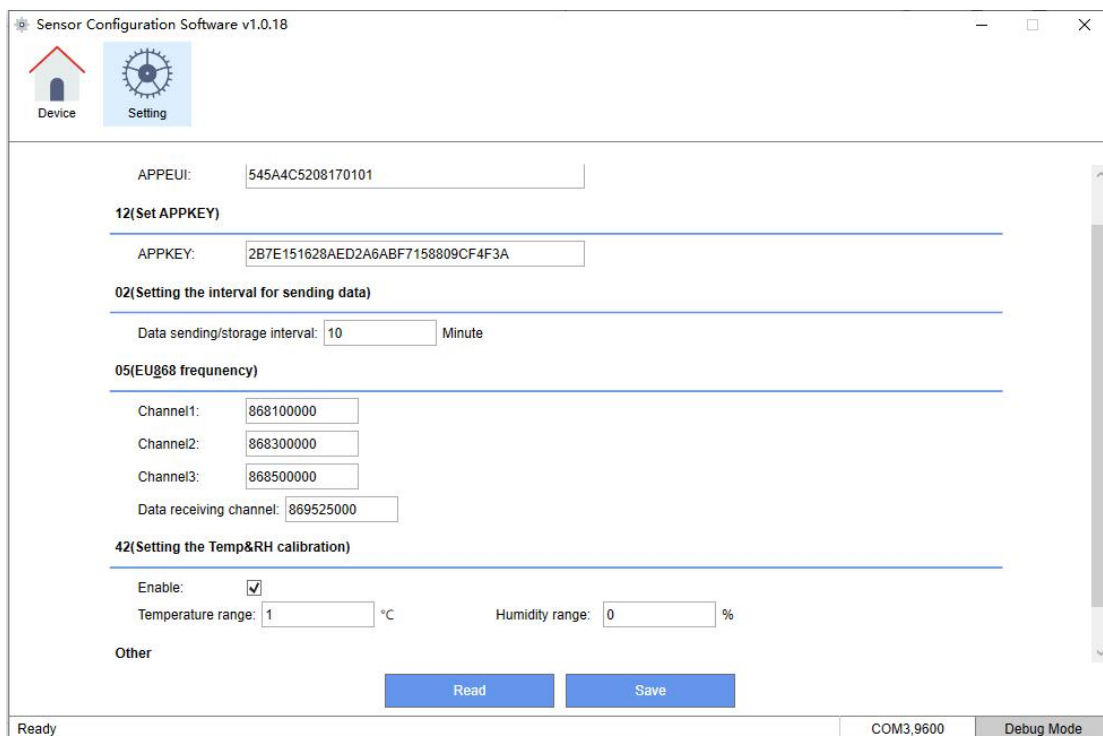 Sensor Configuration Software v1.0.18
Device
Setting
APPEUI: 545A4C5208170101
12(Set APPKEY)
APPKEY: 2B7E151628AED2A6ABF7158809CF4F3A
02(Setting the interval for sending data)
Data sending/storage interval: 10 Minute
05(EU868 frequnency)
Channel1: 868100000
Channel2: 868300000
Channel3: 868500000
Data receiving channel: 869525000
42(Setting the Temp&RH calibration)
Enable:
Temperature range: 1 °C Humidity range: 0 %
Other
Read Save
Ready COM3,9600 Debug Mode